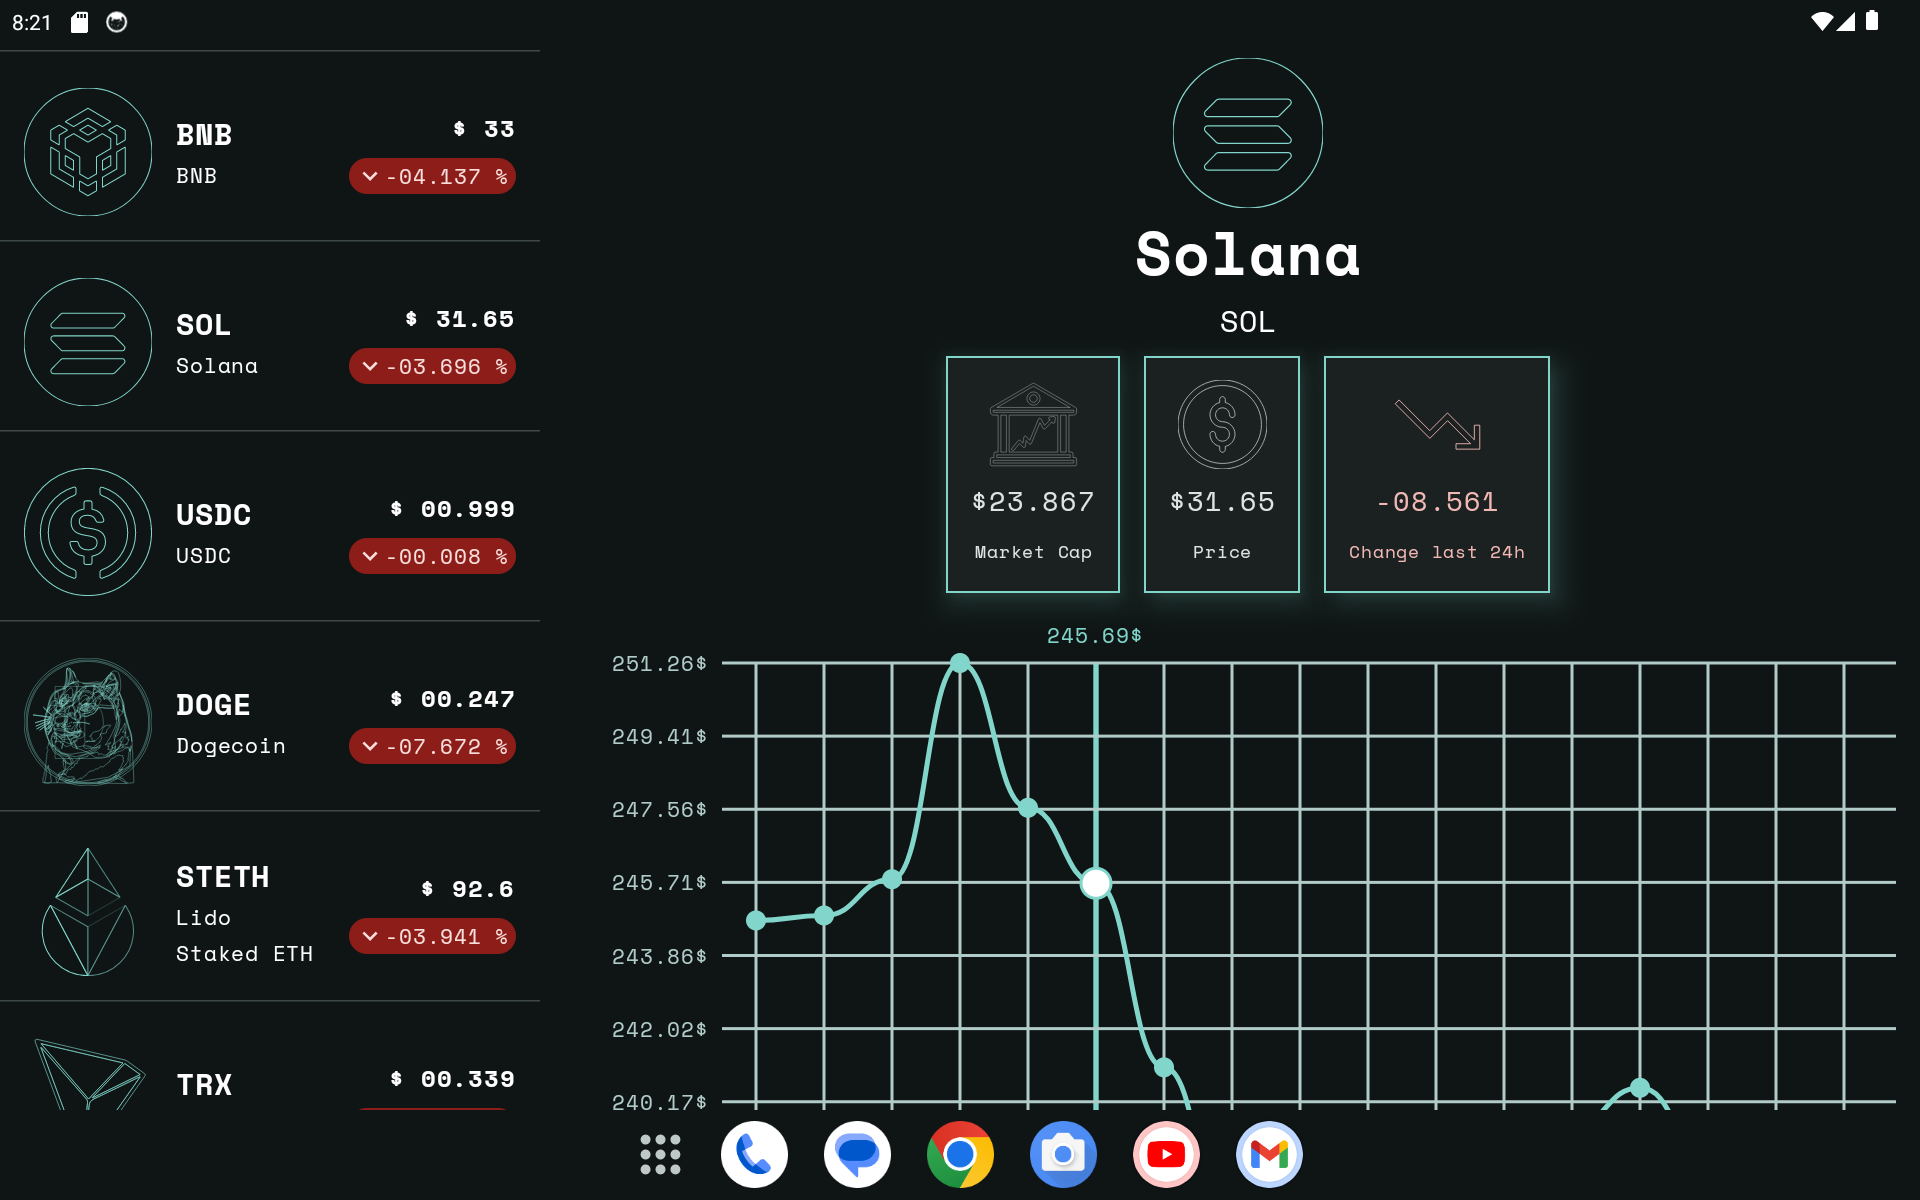 8:21
BNB
BNB
$ 33
-04.137 %
SOL
Solana
$ 31.65
-03.696 %
USDC
USDC
$ 00.999
-00.008 %
DOGE
Dogecoin
$ 00.247
-07.672 %
STETH
Lido
Staked ETH
$ 92.6
-03.941 %
TRX
$ 00.339
Solana
SOL
$23.867
Market Cap
$31.65
Price
-08.561
Change last 24h
245.69$
251.26$
249.41$
247.56$
245.71$
243.86$
242.02$
240.17$